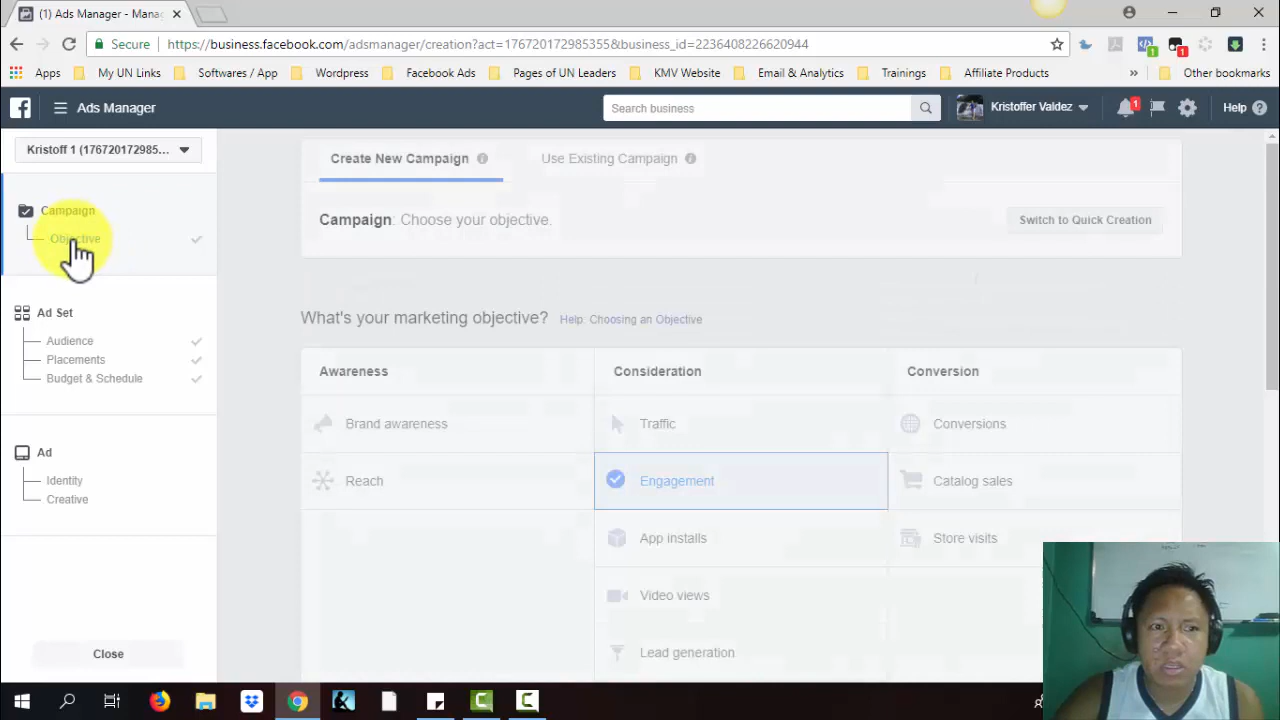 (1) Ads Manager - Mana
Secure
https://business.facebook.com/adsmanager/creation?act=176720172985355&business_id=2236408226620944
1
1
Apps
My UN Links
Softwares / App
Wordpress
Facebook Ads
Pages of UN Leaders
KMV Website
Email & Analytics
Trainings
Affiliate Products
»
Other bookmarks
Ads Manager
Search business
Kristoffer Valdez
1
Help
Kristoff 1 (176720172985...
Create New Campaign
Use Existing Campaign
Campaign
Objective
Campaign: Choose your objective.
Switch to Quick Creation
Ad Set
Audience
Placements
Budget & Schedule
What's your marketing objective?
Help: Choosing an Objective
Awareness
Consideration
Conversion
Brand awareness
Traffic
Conversions
Reach
Engagement
Catalog sales
App installs
Store visits
Video views
Lead generation
Ad
Identity
Creative
Close